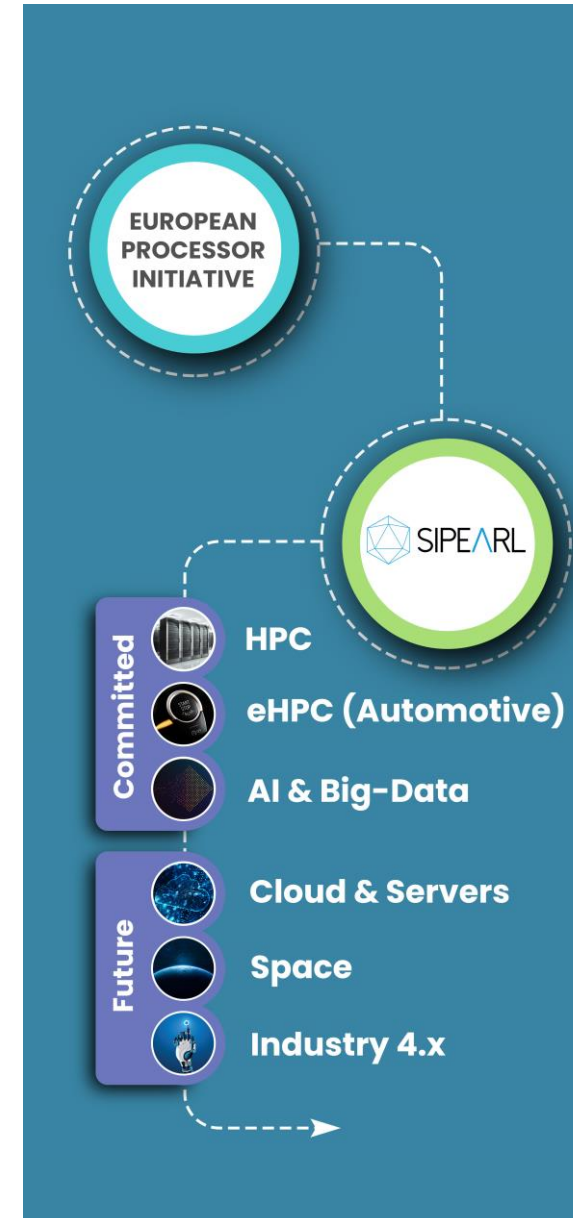 EUROPEAN
PROCESSOR
INITIATIVE
SIPEARL
Committed
HPC
eHPC (Automotive)
AI & Big-Data
Future
Cloud & Servers
Space
Industry 4.x